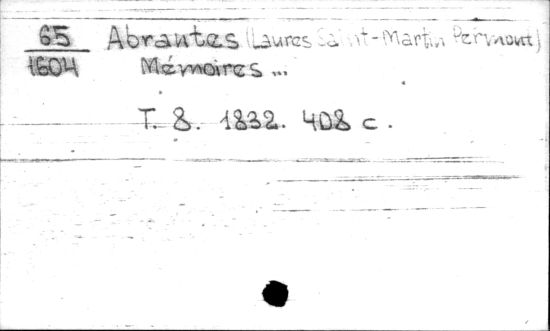 65 Abrantes (Laures Saint-Martin Permont)
1604 Mémoires...
T. 8. 1832. 408 c.